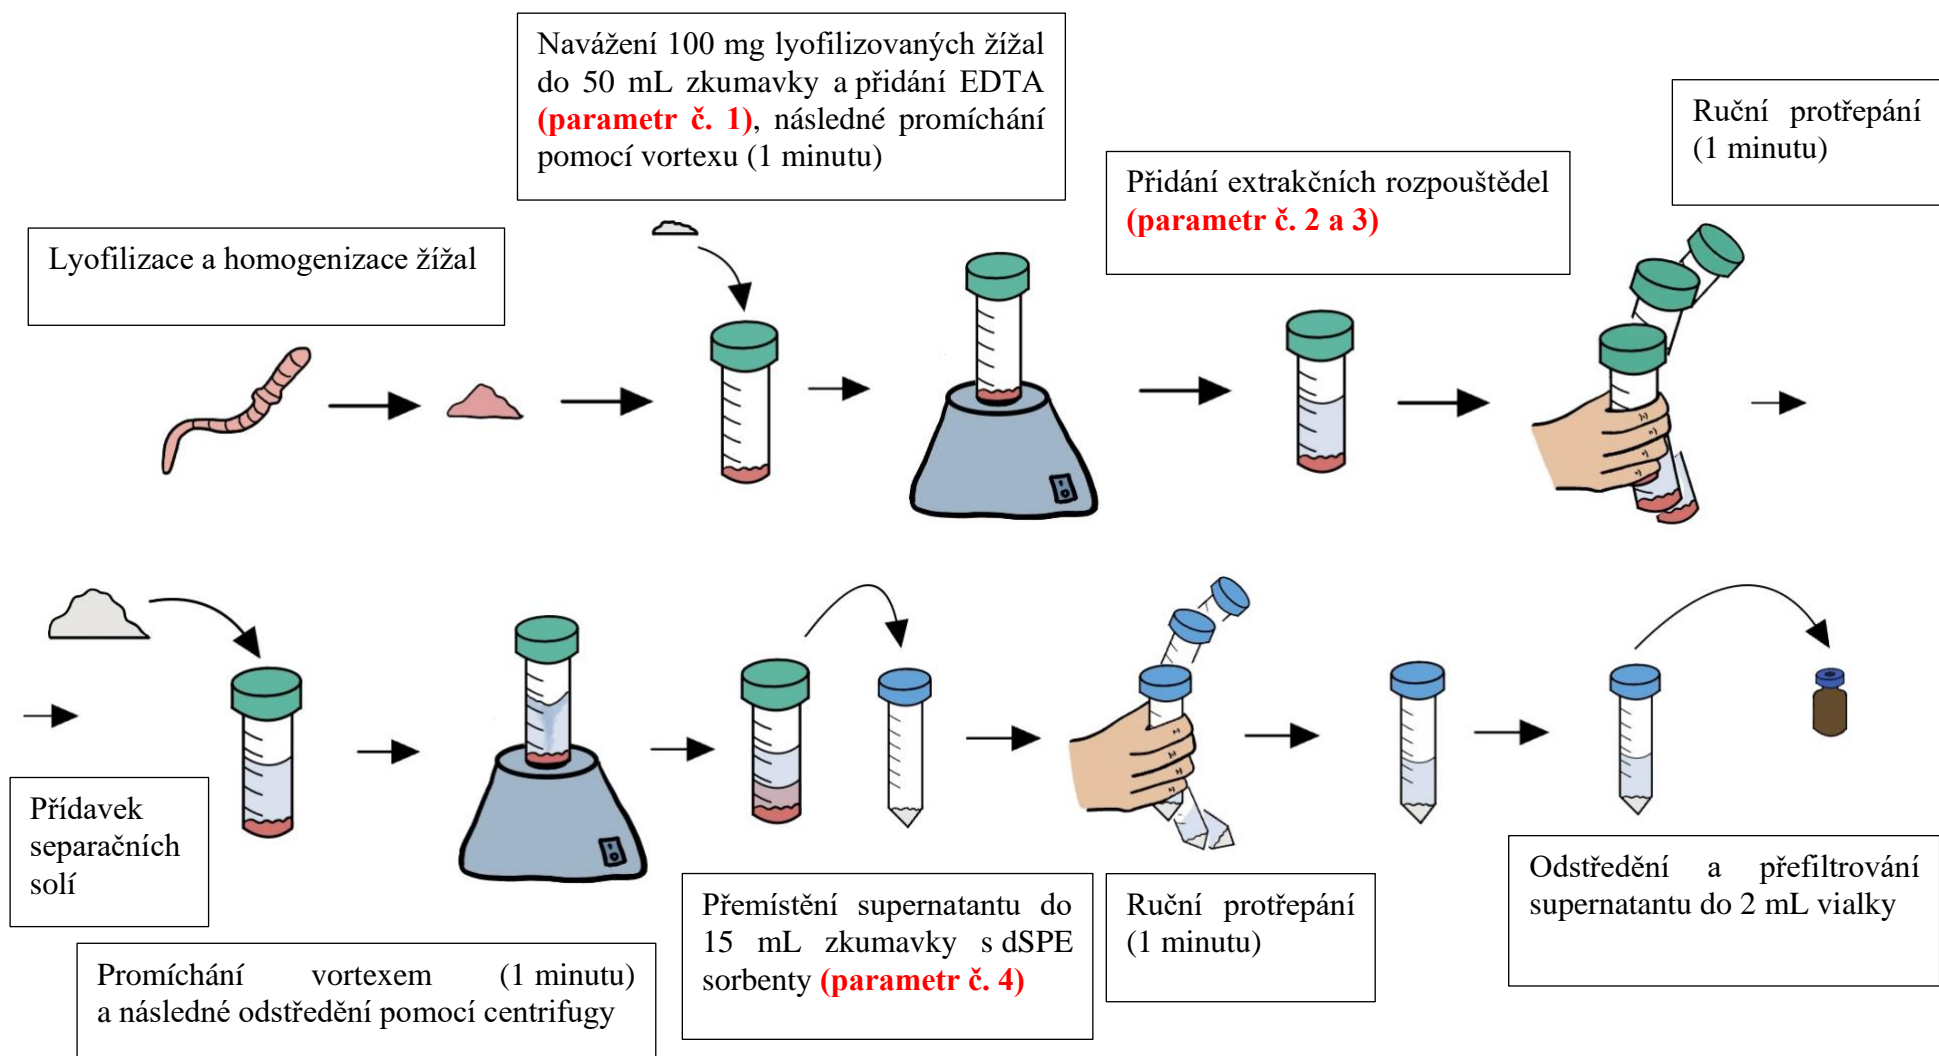 Navážení 100 mg lyofilizovaných žížal
do 50 mL zkumavky a přidání EDTA
(parametr č. 1), následné promíchání
pomocí vortexu (1 minutu)
Ruční protřepání
(1 minutu)
Přidání extrakčních rozpouštědel
(parametr č. 2 a 3)
Lyofilizace a homogenizace žížal
Přídavek
separačních
solí
Promíchání vortexem (1 minutu)
a následné odstředění pomocí centrifugy
Přemístění supernatantu do
15 mL zkumavky s dSPE
sorbenty (parametr č. 4)
Ruční protřepání
(1 minutu)
Odstředění a přefiltrování
supernatantu do 2 mL vialky